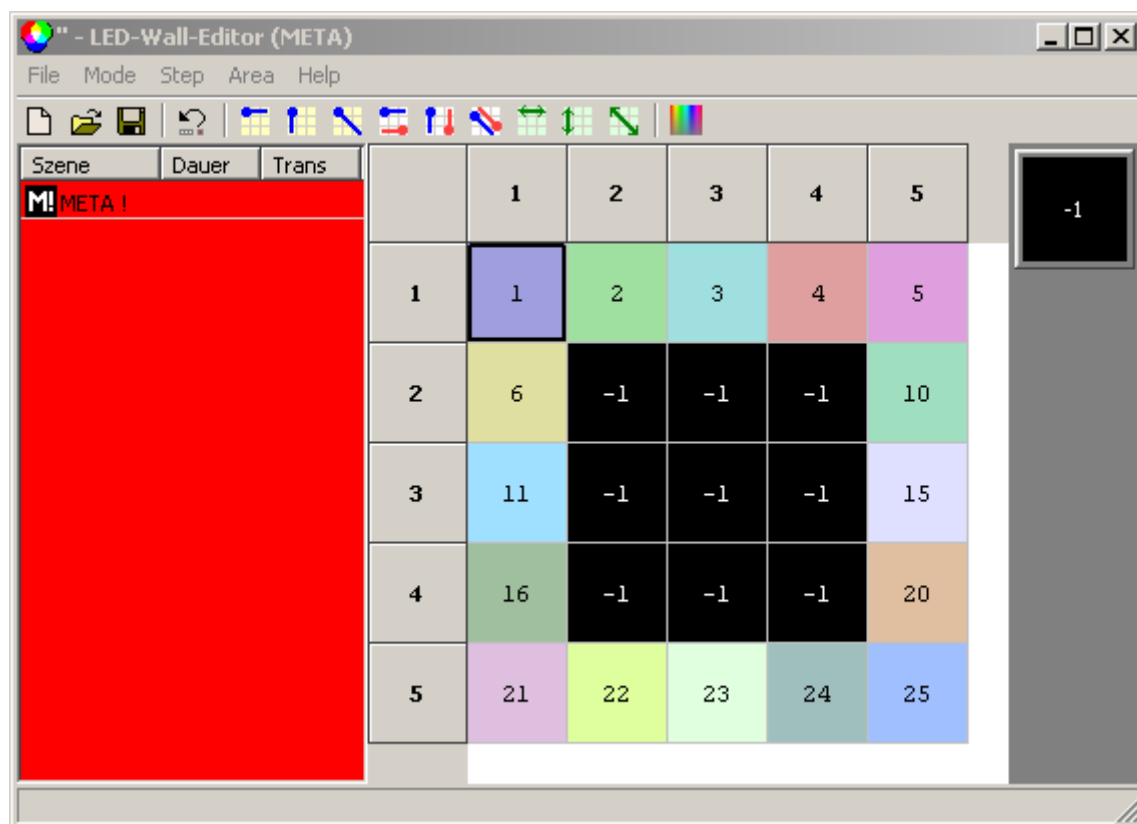 " - LED-Wall-Editor (META)
File Mode Step Area Help
Szene Dauer Trans
M! META !
1 2 3 4 5
-1
1 1 2 3 4 5
2 6 -1 -1 -1 10
3 11 -1 -1 -1 15
4 16 -1 -1 -1 20
5 21 22 23 24 25